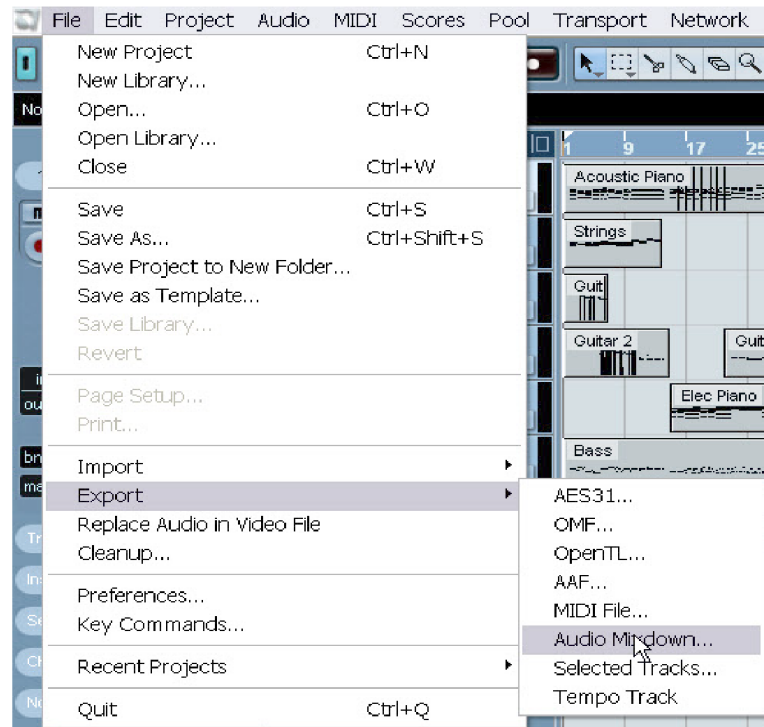 File Edit Project Audio MIDI Scores Pool Transport Network
New Project Ctrl+N
New Library...
Open... Ctrl+O
Open Library...
Close Ctrl+W
Save Ctrl+S
Save As... Ctrl+Shift+S
Save Project to New Folder...
Save as Template...
Save Library...
Revert
Page Setup...
Print...
Import
Export
Replace Audio in Video File
Cleanup...
Preferences...
Key Commands...
Recent Projects
Quit Ctrl+Q
AES31...
OMF...
OpenTL...
AAF...
MIDI File...
Audio Mixdown...
Selected Tracks...
Tempo Track
1 9 17 25
Acoustic Piano
Strings
Guit
Guitar 2 Guit
Elec Piano
Bass